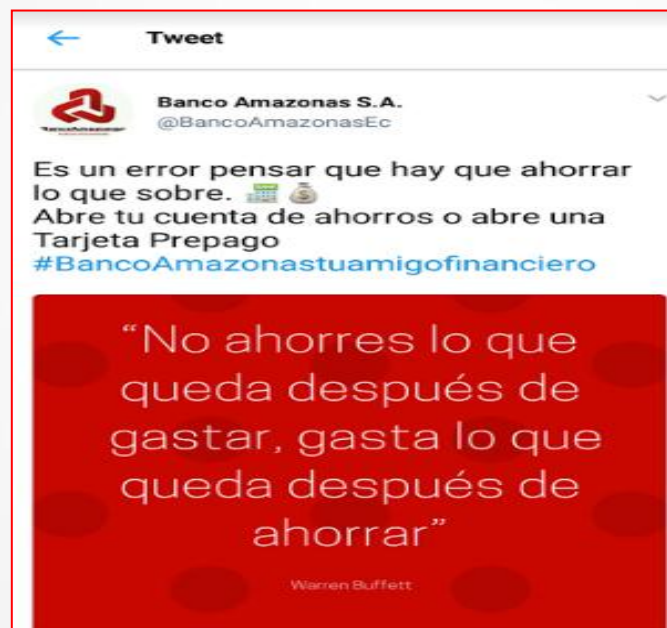 Tweet
Banco Amazonas S.A.
@BancoAmazonasEc
Es un error pensar que hay que ahorrar
lo que sobre.
Abre tu cuenta de ahorros o abre una
Tarjeta Prepago
#BancoAmazonastuamigofinanciero
“No ahorres lo que
queda después de
gastar, gasta lo que
queda después de
ahorrar”
Warren Buffett